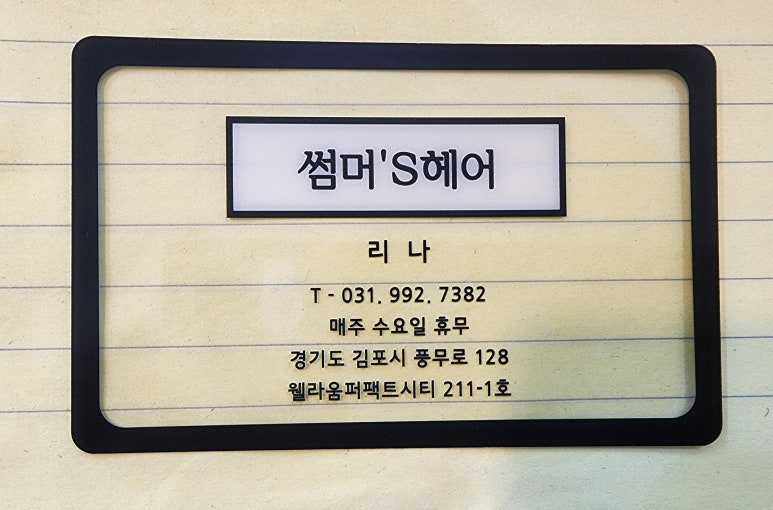 썸머'S헤어
리 나
T - 031. 992. 7382
매주 수요일 휴무
경기도 김포시 풍무로 128
웰라움퍼팩트시티 211-1호